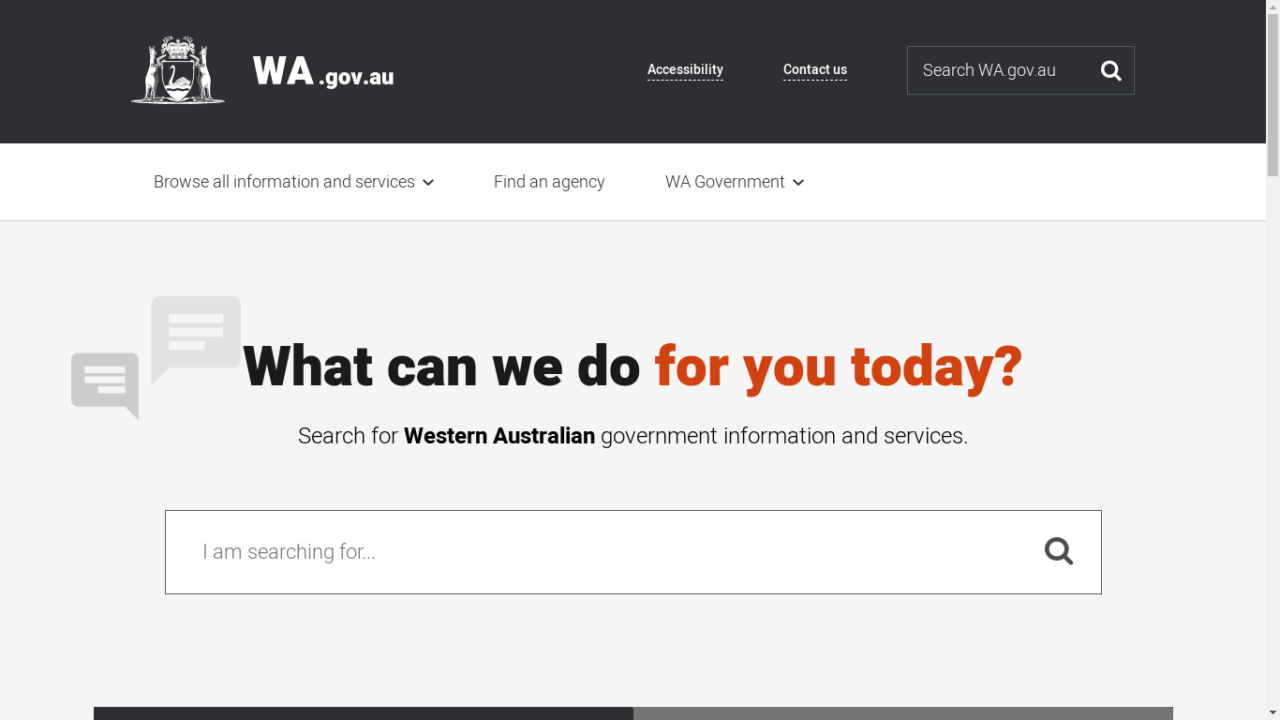 WA .gov.au
Accessibility
Contact us
Search WA.gov.au
Browse all information and services
Find an agency
WA Government
What can we do for you today?
Search for Western Australian government information and services.
I am searching for...